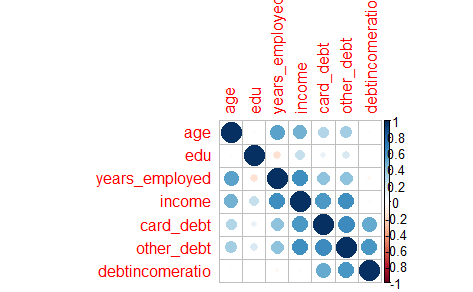 age
edu
years_employed
income
card_debt
other_debt
debtincomeratio
age
edu
years_employed
income
card_debt
other_debt
debtincomeratio
1
0.8
0.6
0.4
0.2
0
-0.2
-0.4
-0.6
-0.8
-1